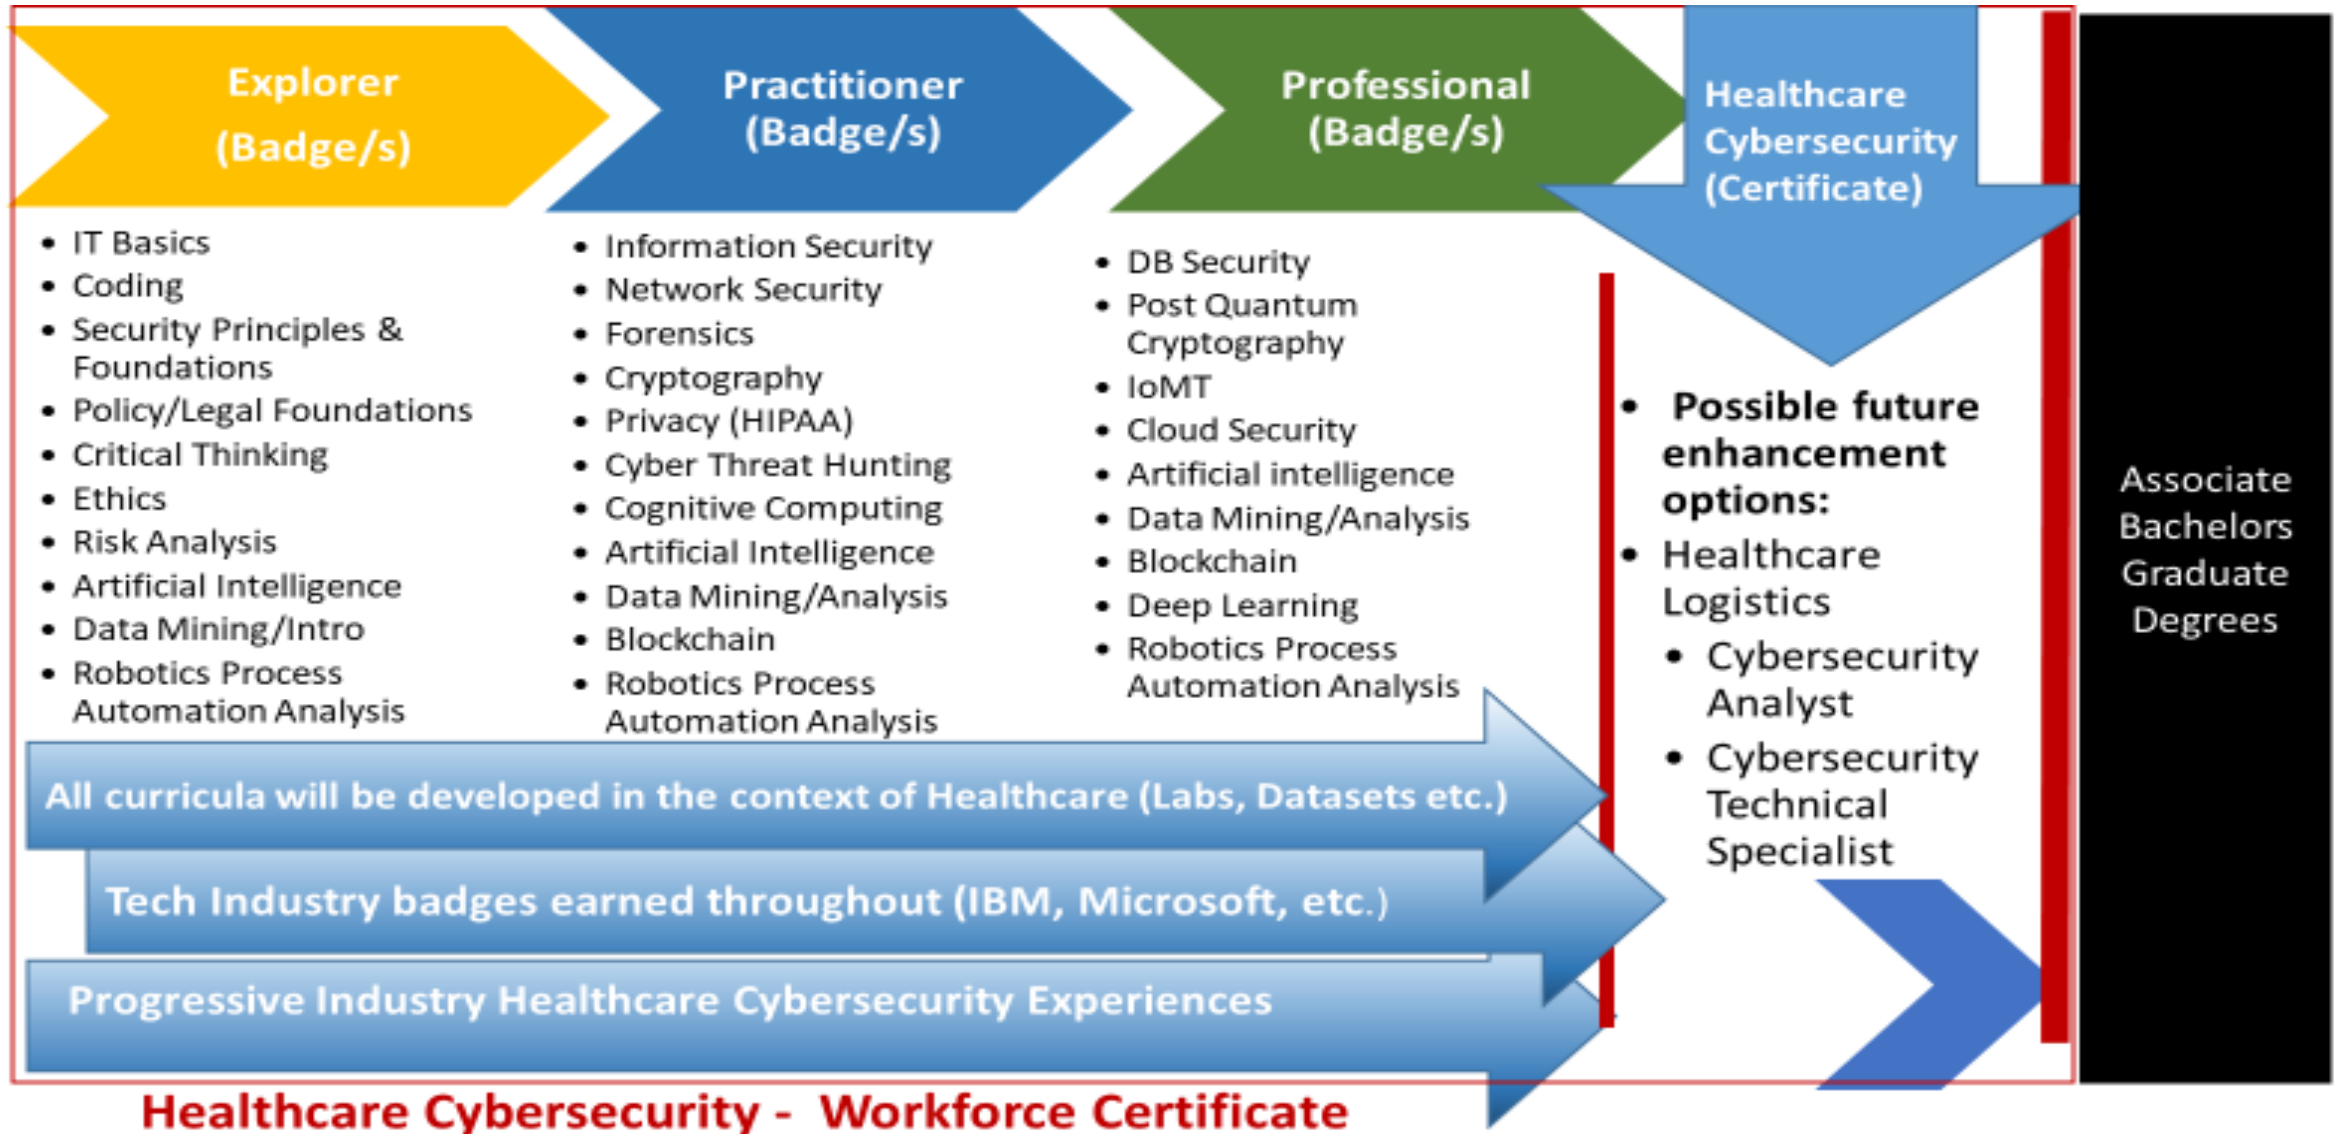 Explorer
(Badge/s)
Practitioner
(Badge/s)
Professional
(Badge/s)
Healthcare
Cybersecurity
(Certificate)
• IT Basics
• Coding
• Security Principles &
Foundations
• Policy/Legal Foundations
• Critical Thinking
• Ethics
• Risk Analysis
• Artificial Intelligence
• Data Mining/Intro
• Robotics Process
Automation Analysis
• Information Security
• Network Security
• Forensics
• Cryptography
• Privacy (HIPAA)
• Cyber Threat Hunting
• Cognitive Computing
• Artificial Intelligence
• Data Mining/Analysis
• Blockchain
• Robotics Process
Automation Analysis
• DB Security
• Post Quantum
Cryptography
• IoMT
• Cloud Security
• Artificial intelligence
• Data Mining/Analysis
• Blockchain
• Deep Learning
• Robotics Process
Automation Analysis
• Possible future
enhancement
options:
• Healthcare
Logistics
• Cybersecurity
Analyst
• Cybersecurity
Technical
Specialist
Associate
Bachelors
Graduate
Degrees
All curricula will be developed in the context of Healthcare (Labs, Datasets etc.)
Tech Industry badges earned throughout (IBM, Microsoft, etc.)
Progressive Industry Healthcare Cybersecurity Experiences
Healthcare Cybersecurity - Workforce Certificate